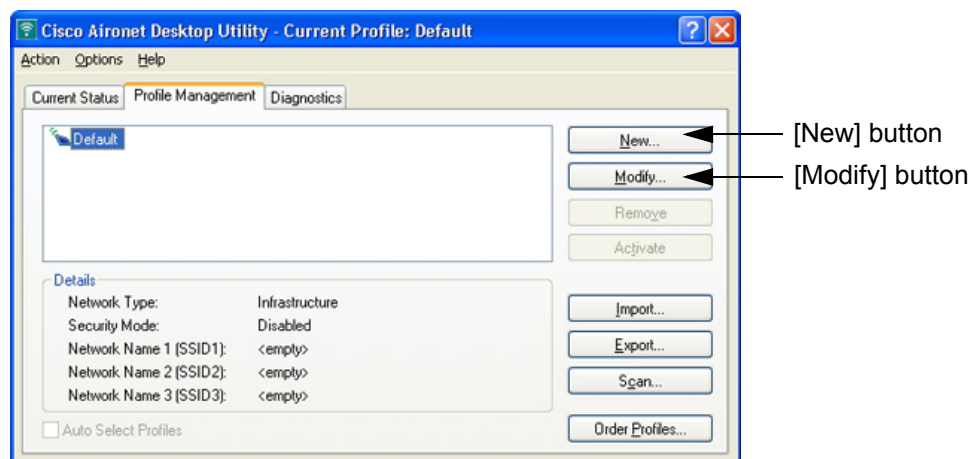 Cisco Aironet Desktop Utility - Current Profile: Default
Action Options Help
Current Status Profile Management Diagnostics
Default
New...
[New] button
Modify...
[Modify] button
Remove
Activate
Details
Network Type: Infrastructure
Security Mode: Disabled
Network Name 1 (SSID1): <empty>
Network Name 2 (SSID2): <empty>
Network Name 3 (SSID3): <empty>
Import...
Export...
Scan...
Auto Select Profiles
Order Profiles...